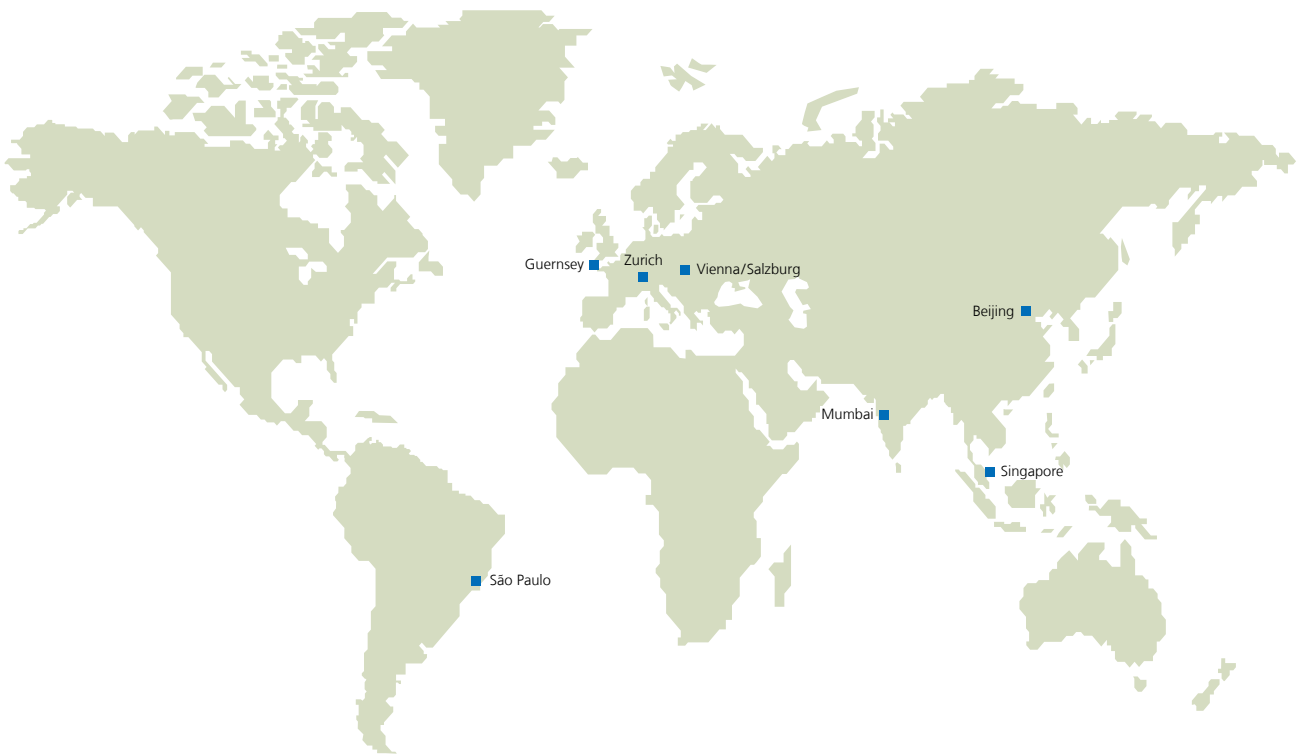 Zurich
Guernsey
Vienna/Salzburg
Beijing
Mumbai
Singapore
São Paulo